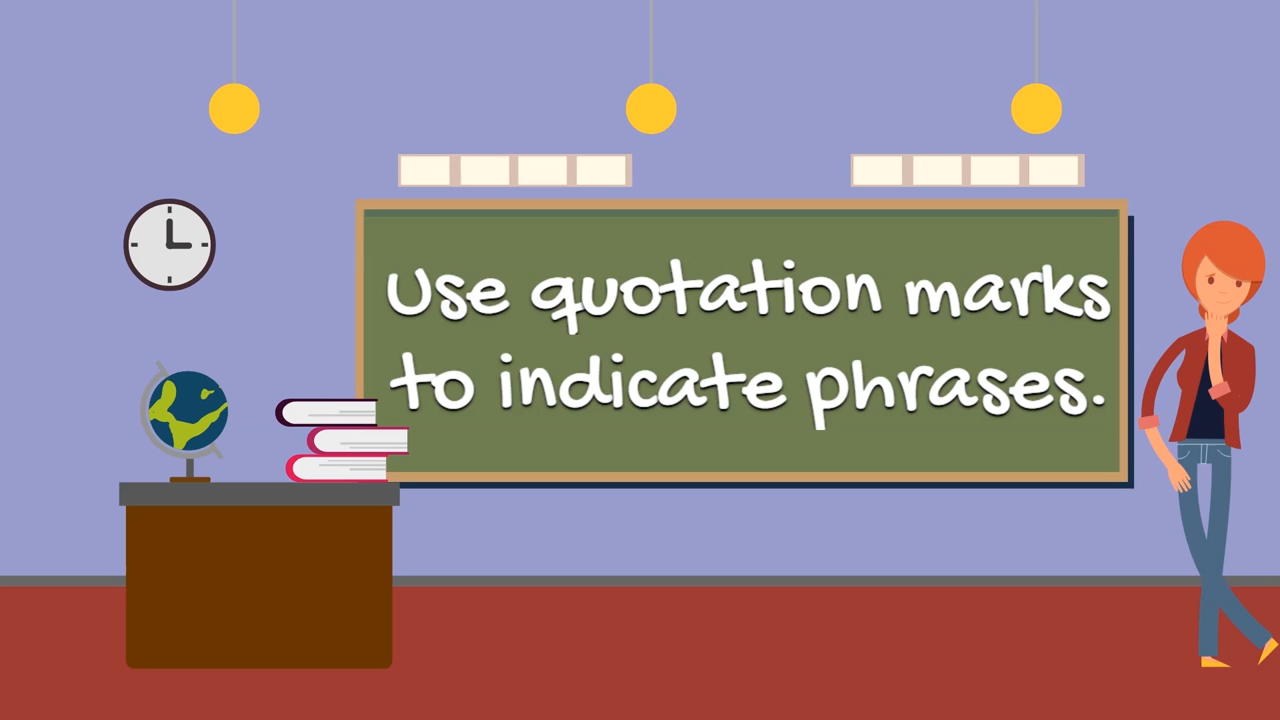 Use quotation marks
to indicate phrases.